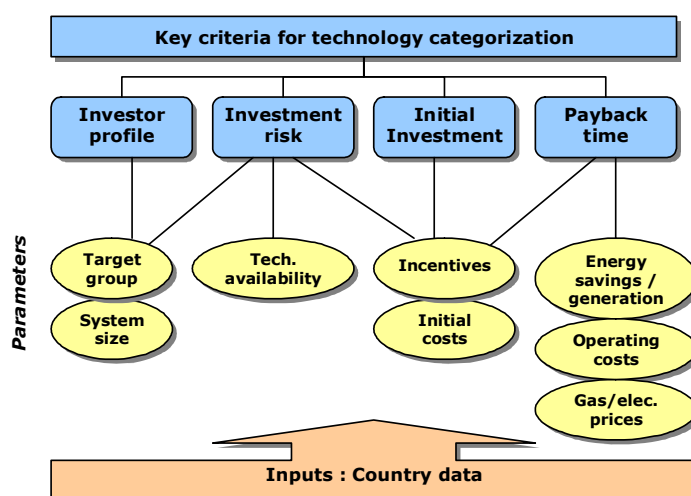 Key criteria for technology categorization
Investor
profile
Investment
risk
Initial
Investment
Payback
time
Parameters
Target
group
Tech.
availability
Incentives
Energy
savings /
generation
System
size
Initial
costs
Operating
costs
Gas/elec.
prices
Inputs : Country data